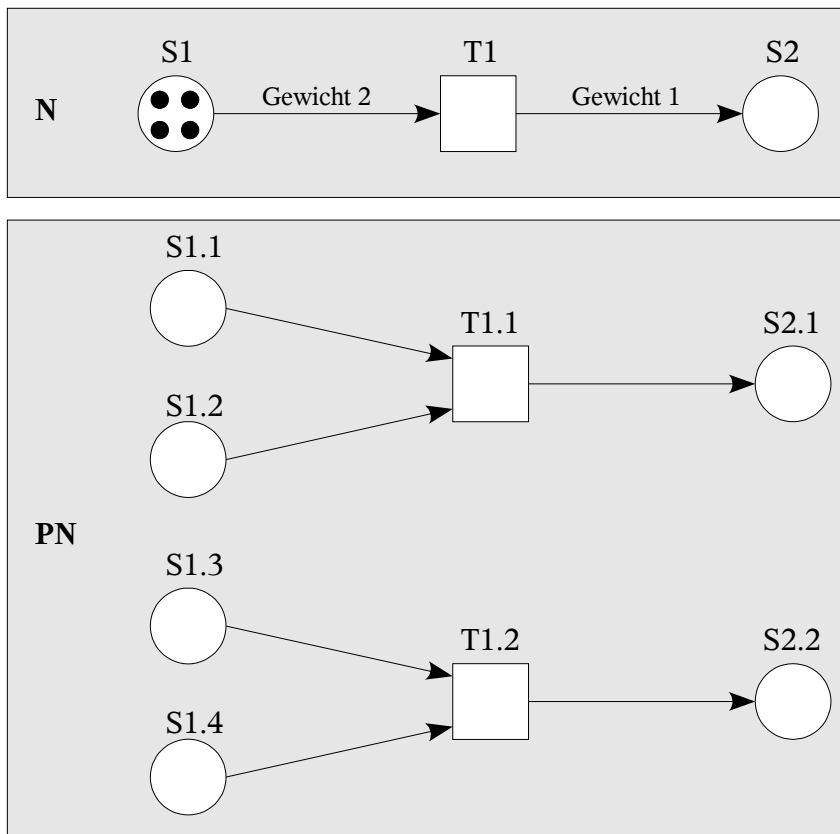 S1 T1 S2
N Gewicht 2 Gewicht 1
S1.1
T1.1 S2.1
S1.2
PN
S1.3
T1.2 S2.2
S1.4